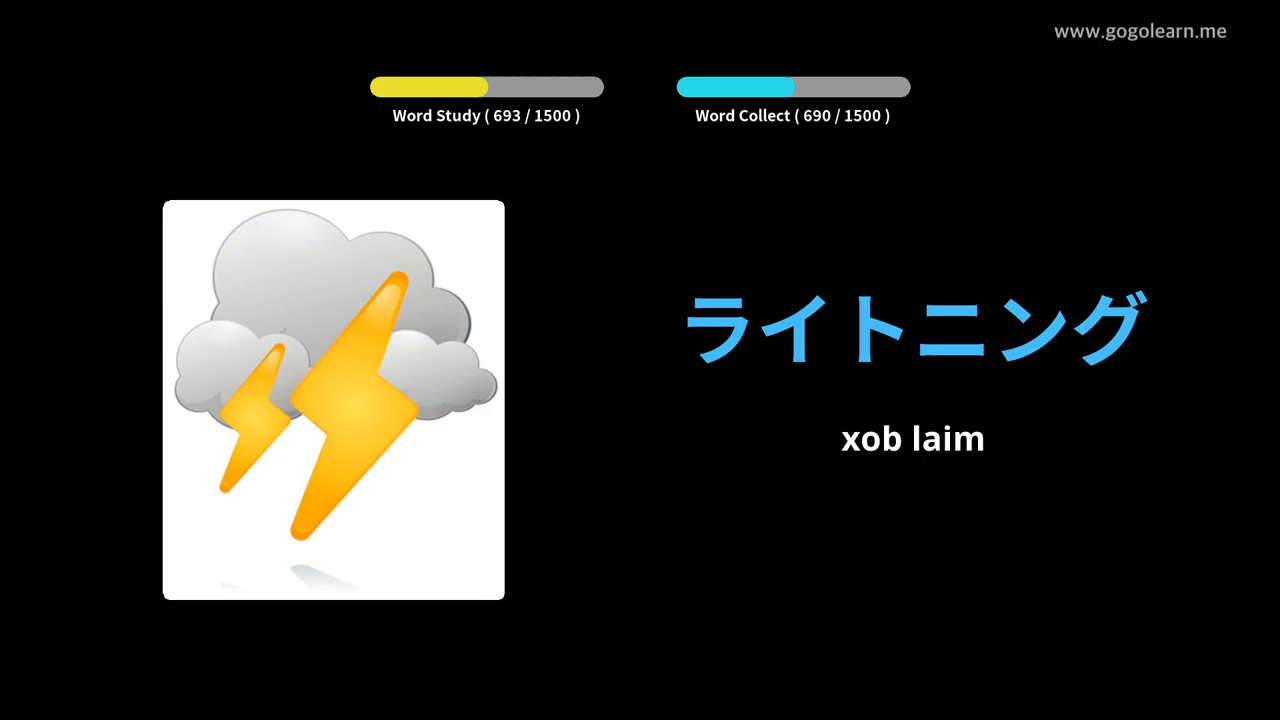 www.gogolearn.me
Word Study ( 693 / 1500 )
Word Collect ( 690 / 1500 )
ライトニング
xob laim